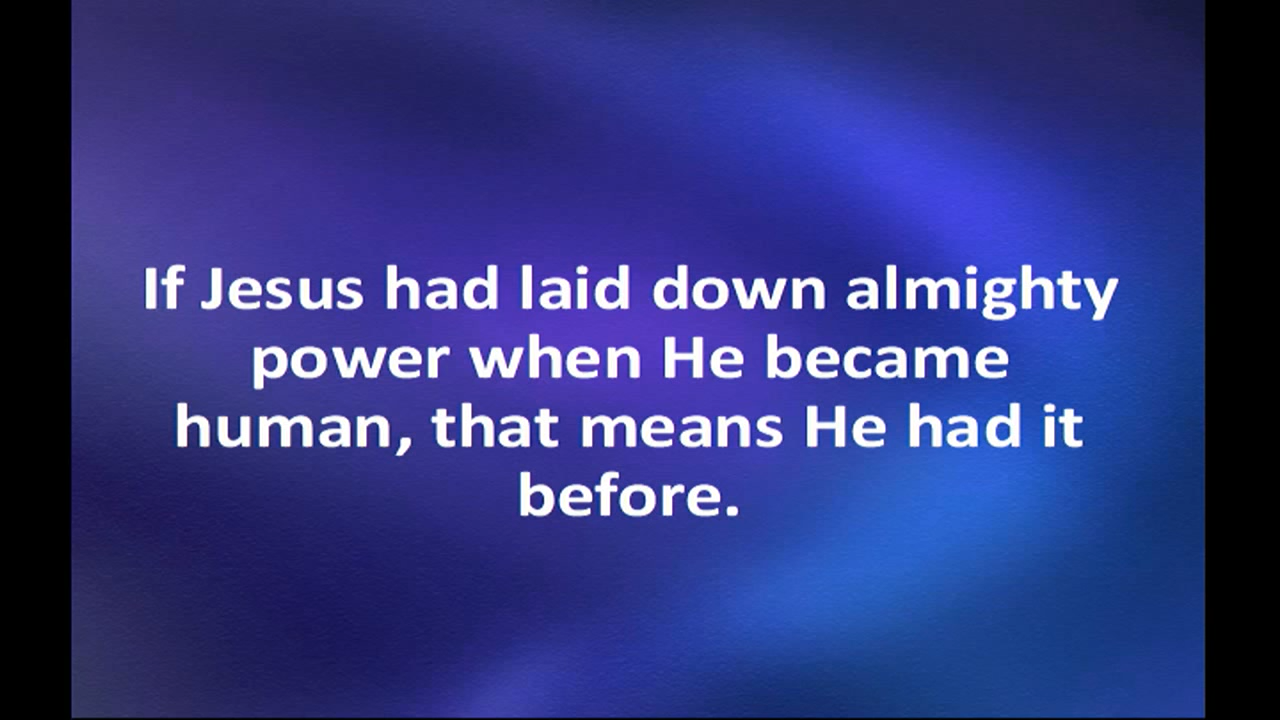 If Jesus had laid down almighty
power when He became
human, that means He had it
before.